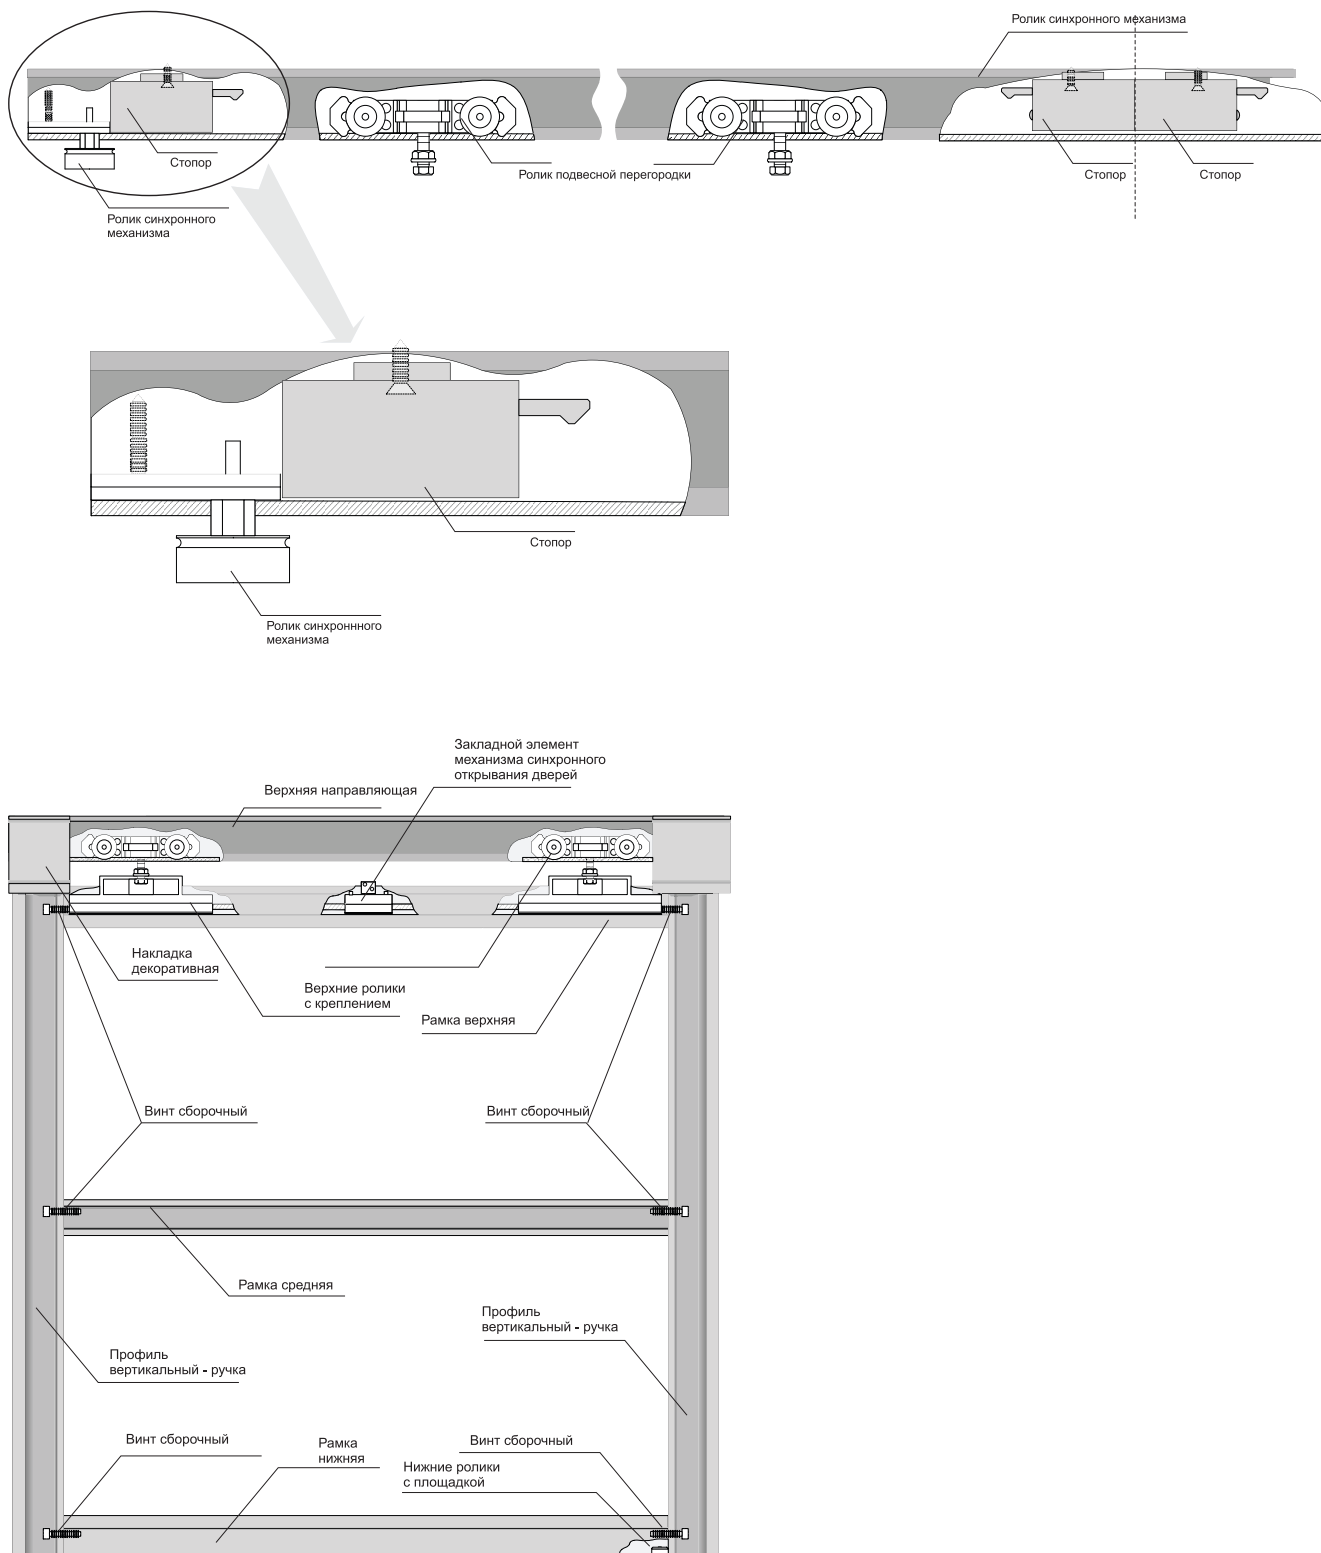 Ролик синхронного механизма
Стопор
Ролик подвесной перегородки
Стопор
Стопор
Ролик синхронного
механизма
Стопор
Ролик синхроннного
механизма
Закладной элемент
механизма синхронного
открывания дверей
Верхняя направляющая
Накладка
декоративная
Верхние ролики
с креплением
Рамка верхняя
Винт сборочный
Винт сборочный
Рамка средняя
Профиль
вертикальный - ручка
Профиль
вертикальный - ручка
Винт сборочный
Рамка
нижняя
Винт сборочный
Нижние ролики
с площадкой